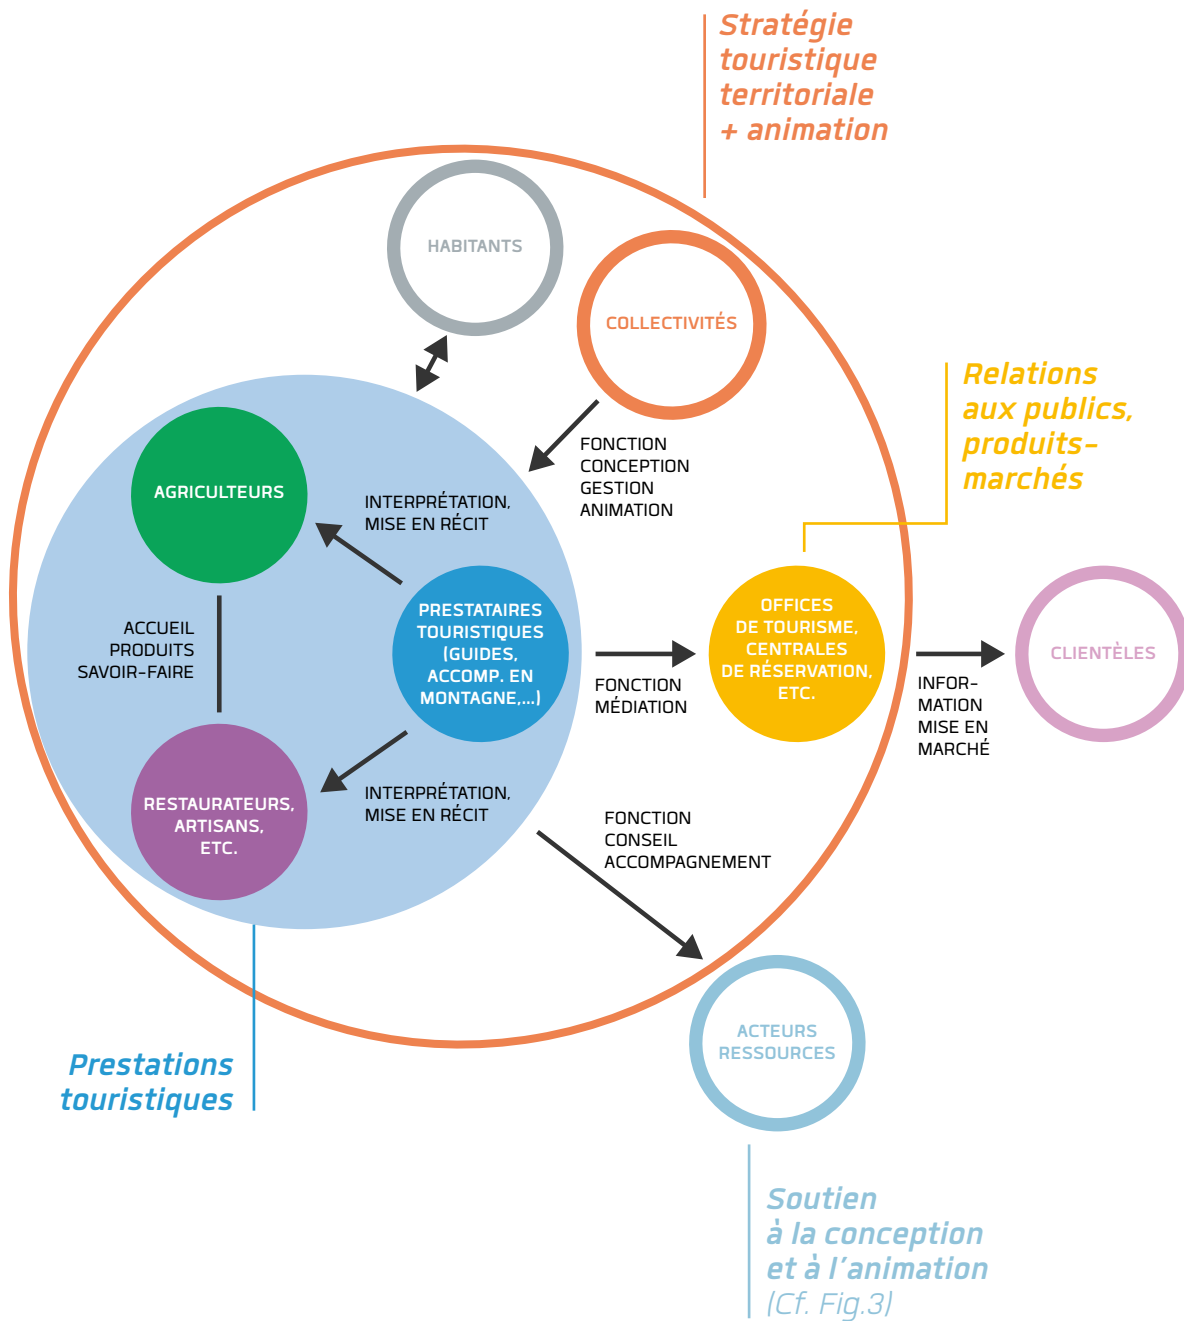 Stratégie
touristique
territoriale
+ animation
HABITANTS
COLLECTIVITÉS
Relations
aux publics,
produits-
marchés
FONCTION
CONCEPTION
GESTION
ANIMATION
AGRICULTEURS
INTERPRÉTATION,
MISE EN RÉCIT
PRESTATAIRES
TOURISTIQUES
(GUIDES,
ACCOMP. EN
MONTAGNE,...)
OFFICES
DE TOURISME,
CENTRALES
DE RÉSERVATION,
ETC.
ACCUEIL
PRODUITS
SAVOIR-FAIRE
CLIENTÈLES
FONCTION
MÉDIATION
INFOR-
MATION
MISE EN
MARCHÉ
RESTAURATEURS,
ARTISANS,
ETC.
INTERPRÉTATION,
MISE EN RÉCIT
FONCTION
CONSEIL
ACCOMPAGNEMENT
ACTEURS
RESSOURCES
Prestations
touristiques
Soutien
à la conception
et à l'animation
(Cf. Fig.3)